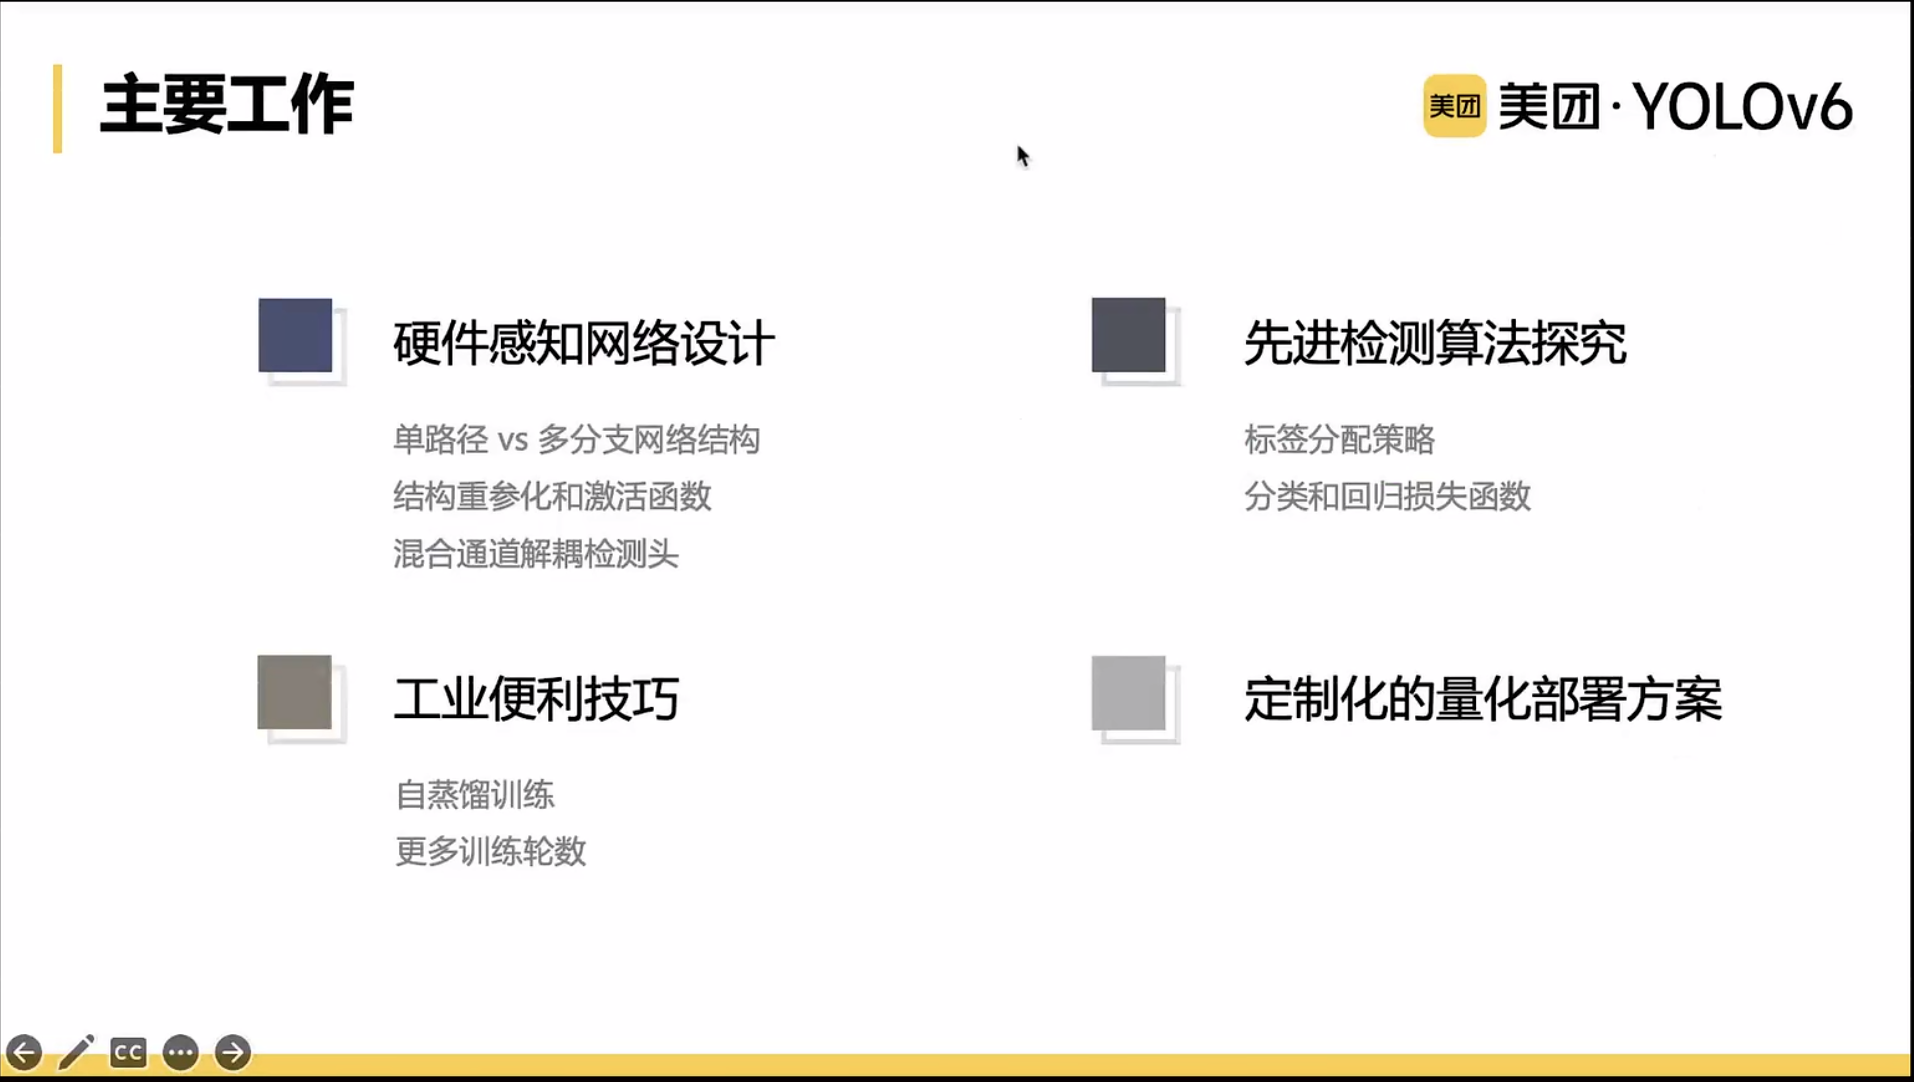 主要工作
美团 美团·YOLOv6
硬件感知网络设计
单路径 vs 多分支网络结构
结构重参化和激活函数
混合通道解耦检测头
先进检测算法探究
标签分配策略
分类和回归损失函数
工业便利技巧
自蒸馏训练
更多训练轮数
定制化的量化部署方案
CC